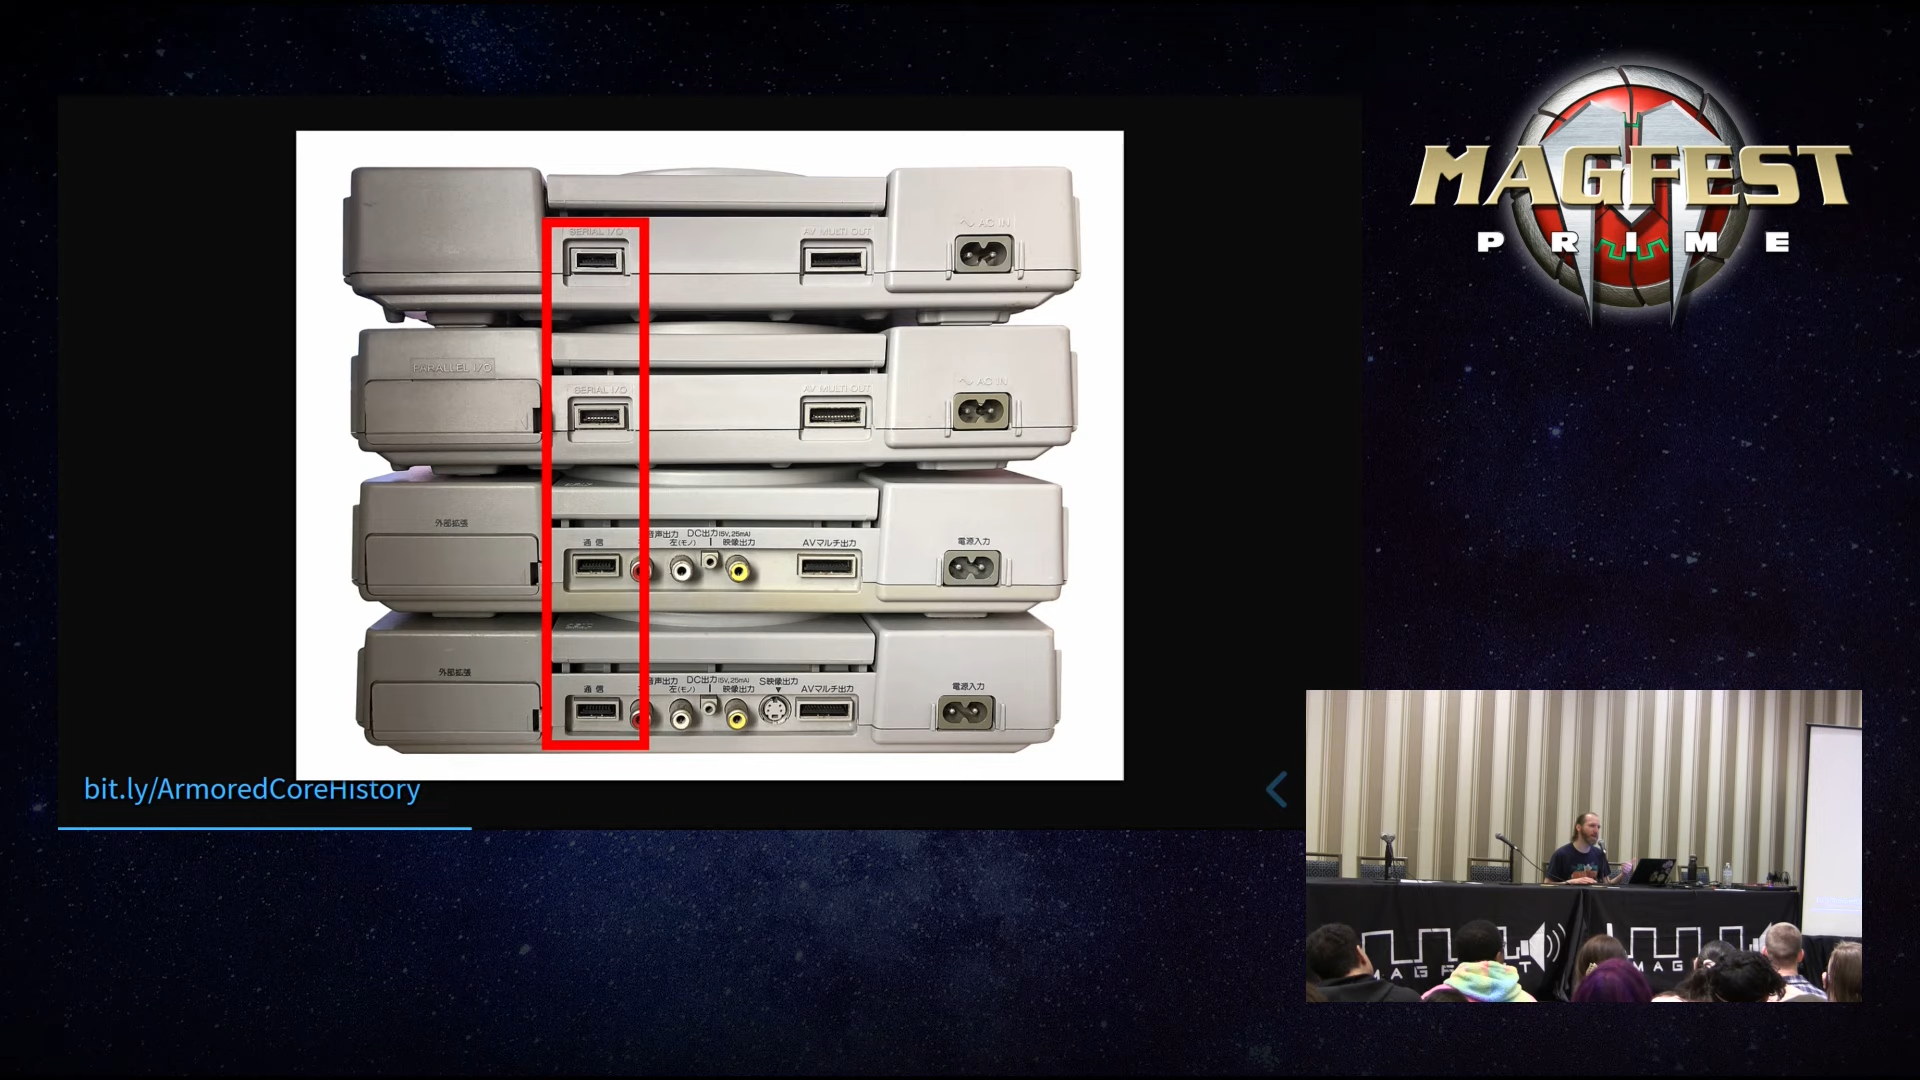 MAGFEST
PRIME
SERIAL I/O
AV MULTI OUT
AC IN
PARALLEL I/O
SERIAL I/O
AV MULTI OUT
AC IN
外部拡張
通信
音声出力
DC出力(5V,25mA)
左(モノ)
映像出力
AVマルチ出力
電源入力
外部拡張
通信
音声出力
DC出力(5V,25mA)
S映像出力
左(モノ)
映像出力
AVマルチ出力
電源入力
bit.ly/ArmoredCoreHistory
MAGFEST
MAG